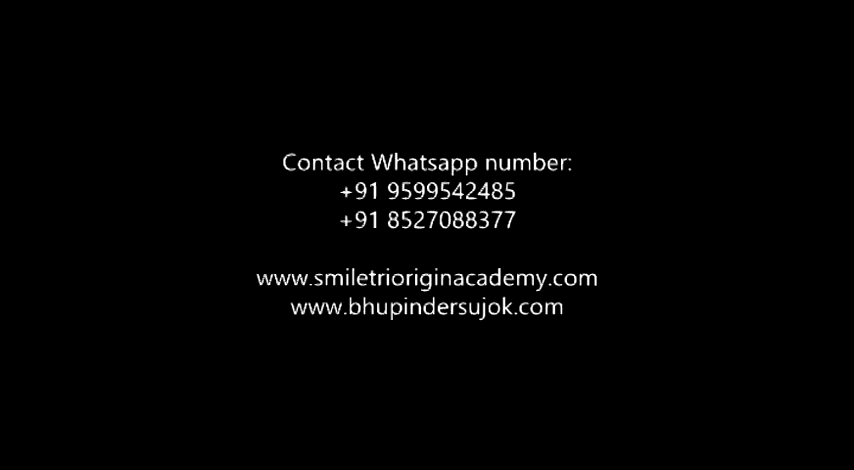 Contact Whatsapp number:
+91 9599542485
+91 8527088377
www.smiletrioriginacademy.com
www.bhupindersujok.com